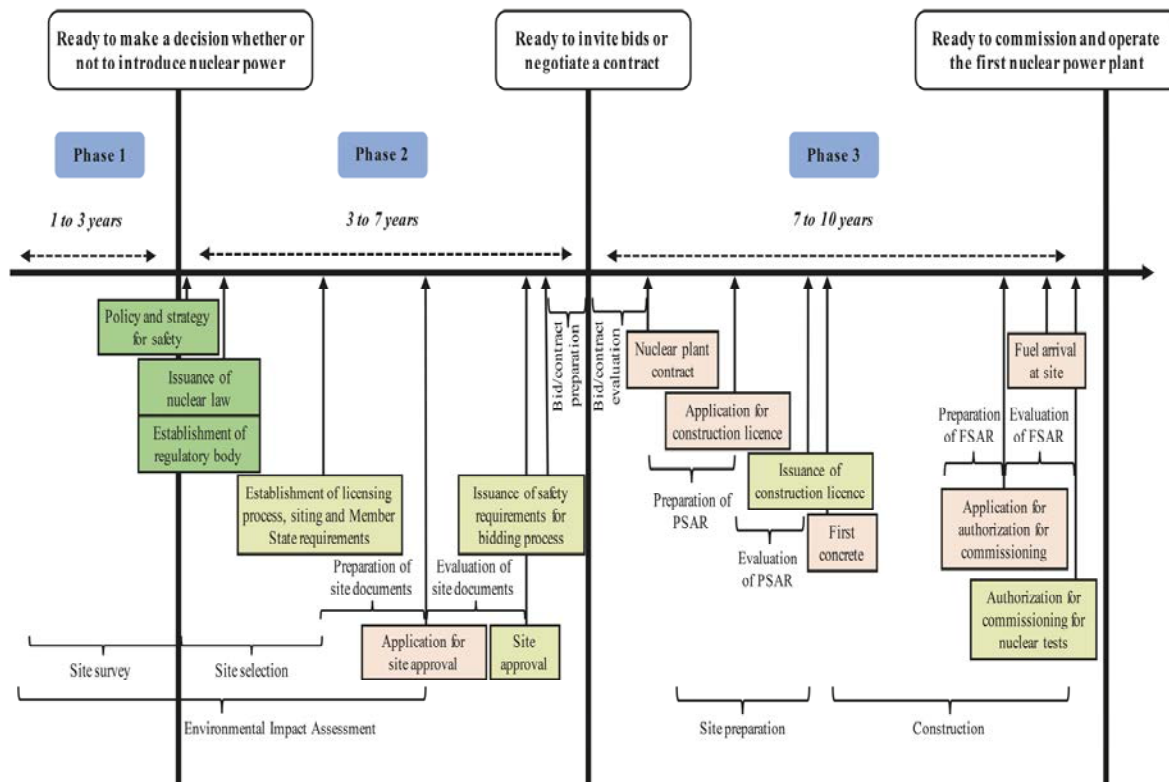 Ready to make a decision whether or
not to introduce nuclear power
Ready to invite bids or
negotiate a contract
Ready to commission and operate
the first nuclear power plant
Phase 1
Phase 2
Phase 3
1 to 3 years
3 to 7 years
7 to 10 years
Policy and strategy
for safety
Issuance of
nuclear law
Establishment of
regulatory body
Establishment of licensing
process, siting and Member
State requirements
Issuance of safety
requirements for
bidding process
Bid/contract
preparation
Bid/contract
evaluation
Nuclear plant
contract
Application for
construction licence
Preparation of
PSAR
Issuance of
construction licence
Evaluation
of PSAR
First
concrete
Fuel arrival
at site
Preparation
of FSAR
Evaluation
of FSAR
Application for
authorization for
commissioning
Authorization for
commissioning for
nuclear tests
Preparation of
site documents
Evaluation of
site documents
Application for
site approval
Site
approval
Site survey
Site selection
Environmental Impact Assessment
Site preparation
Construction